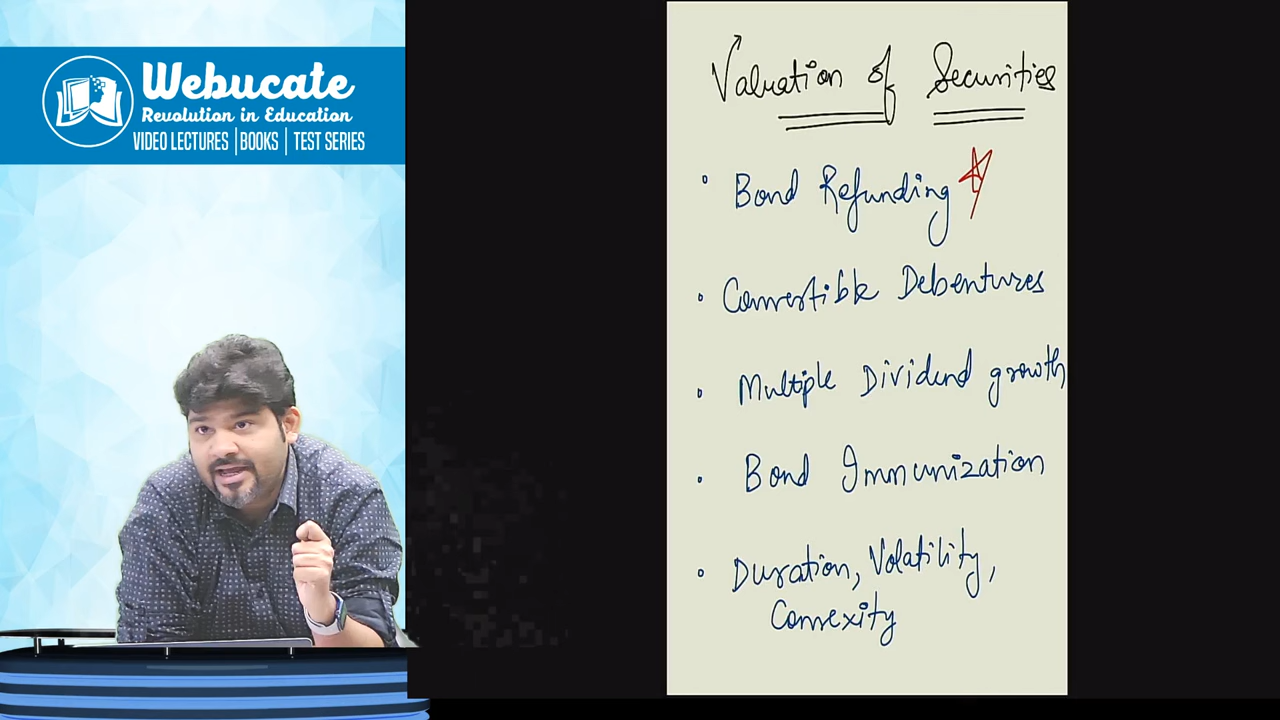 Webucate
Revolution in Education
VIDEO LECTURES | BOOKS | TEST SERIES
Valuation of Securities
• Bond Refunding
• Convertible Debentures
• Multiple Dividend growth
• Bond Immunization
• Duration, Volatility,
Convexity